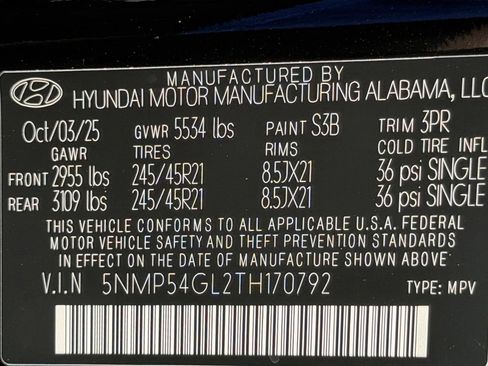 MANUFACTURED BY
HYUNDAI MOTOR MANUFACTURING ALABAMA, LLC
Oct/03/25 GVWR 5534 lbs PAINT S3B TRIM 3PR
GAWR TIRES RIMS COLD TIRE INFL
FRONT 2955 lbs 245/45R21 8.5JX21 36 psi SINGLE
REAR 3109 lbs 245/45R21 8.5JX21 36 psi SINGLE
THIS VEHICLE CONFORMS TO ALL APPLICABLE U.S.A. FEDERAL
MOTOR VEHICLE SAFETY AND THEFT PREVENTION STANDARDS
IN EFFECT ON THE DATE OF MANUFACTURE SHOWN ABOVE.
V.I.N 5NMP54GL2TH170792 TYPE: MPV